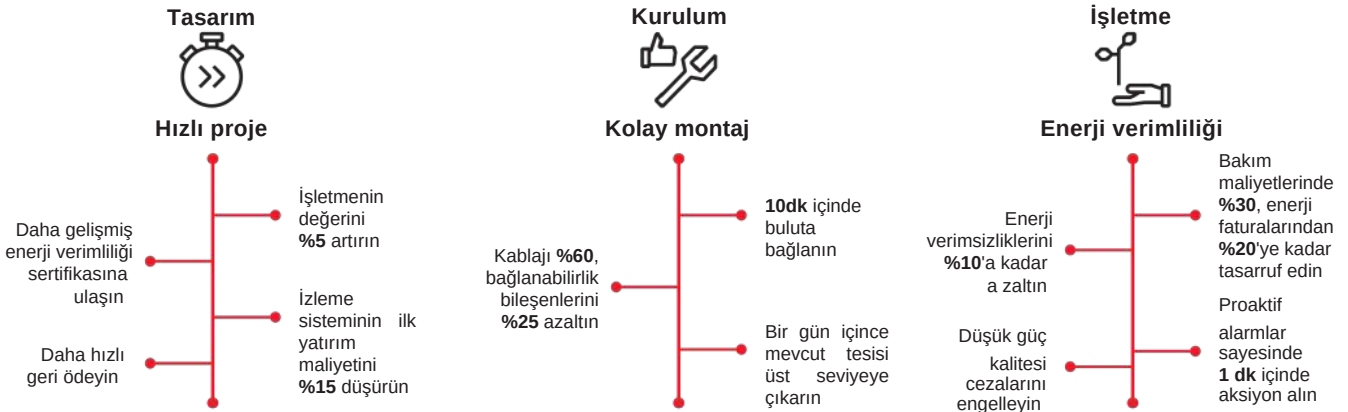 Tasarım
Hızlı proje
İşletmenin
değerini
%5 artırın
Daha gelişmiş
enerji verimliliği
sertifikasına
ulaşın
İzleme
sisteminin ilk
yatırım
maliyetini
%15 düşürün
Daha hızlı
geri ödeyin
Kurulum
Kolay montaj
10dk içinde
buluta
bağlanın
Kablajı %60,
bağlanabilirlik
bileşenlerini
%25 azaltın
Bir gün içince
mevcut tesisi
üst seviyeye
çıkarın
İşletme
Enerji verimliliği
Bakım
maliyetlerinde
%30, enerji
faturalarından
%20'ye kadar
tasarruf edin
Enerji
verimsizliklerini
%10'a kadar
a zaltın
Proaktif
alarmlar
sayesinde
1 dk içinde
aksiyon alın
Düşük güç
kalitesi
cezalarını
engelleyin